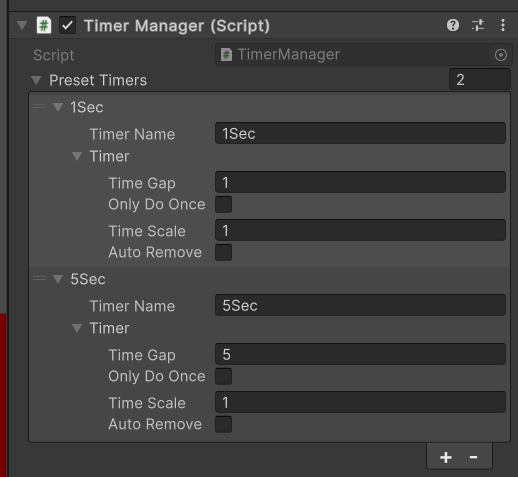 Timer Manager (Script)
Script TimerManager
Preset Timers 2
1Sec
Timer Name 1Sec
Timer
Time Gap 1
Only Do Once
Time Scale 1
Auto Remove
5Sec
Timer Name 5Sec
Timer
Time Gap 5
Only Do Once
Time Scale 1
Auto Remove
+ -